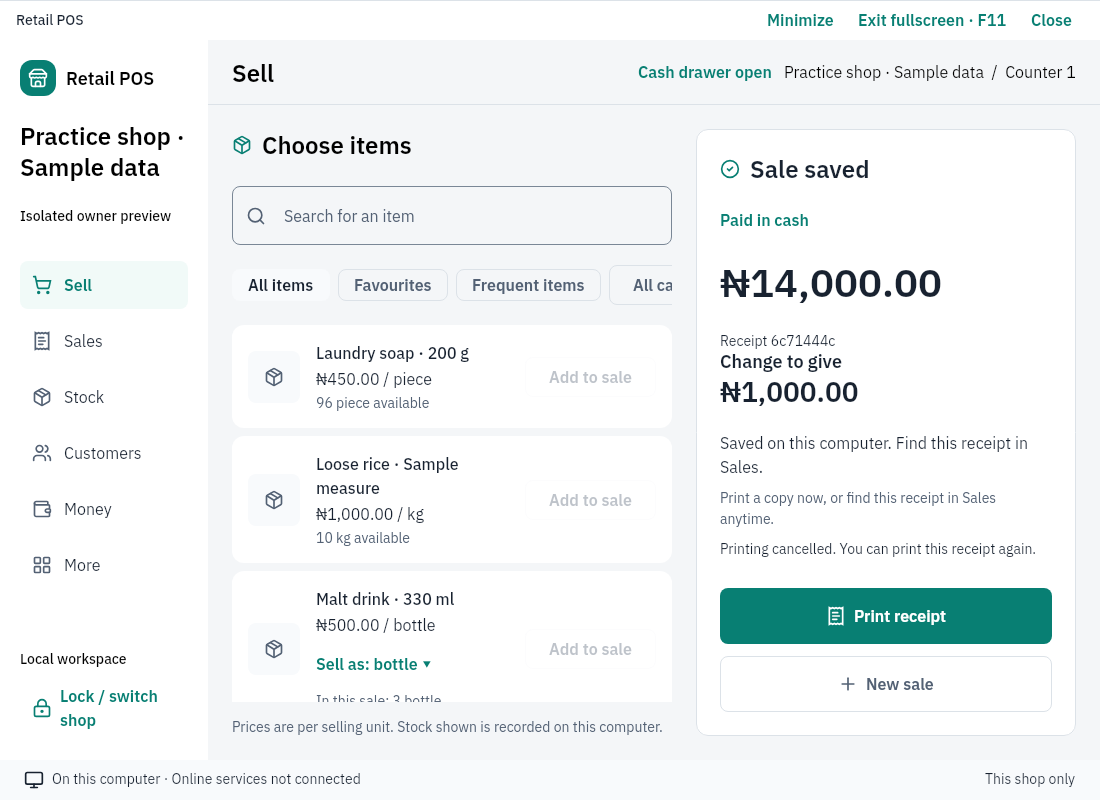 Retail POS
Minimize
Exit fullscreen · F11
Close
Retail POS
Practice shop ·
Sample data
Isolated owner preview
Sell
Sales
Stock
Customers
Money
More
Local workspace
Lock / switch
shop
Sell
Cash drawer open
Practice shop · Sample data / Counter 1
Choose items
Search for an item
All items
Favourites
Frequent items
All ca
Laundry soap · 200 g
₦450.00 / piece
96 piece available
Add to sale
Loose rice · Sample
measure
₦1,000.00 / kg
10 kg available
Add to sale
Malt drink · 330 ml
₦500.00 / bottle
Sell as: bottle ▾
In this sale: 3 bottle
Add to sale
Prices are per selling unit. Stock shown is recorded on this computer.
Sale saved
Paid in cash
₦14,000.00
Receipt 6c71444c
Change to give
₦1,000.00
Saved on this computer. Find this receipt in
Sales.
Print a copy now, or find this receipt in Sales
anytime.
Printing cancelled. You can print this receipt again.
Print receipt
New sale
On this computer · Online services not connected
This shop only